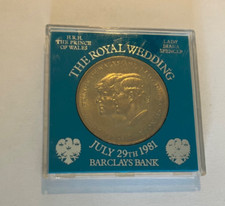 H.R.H.
THE PRINCE
OF WALES
LADY
DIANA
SPENCER
THE ROYAL WEDDING
JULY 29TH 1981
BARCLAYS BANK